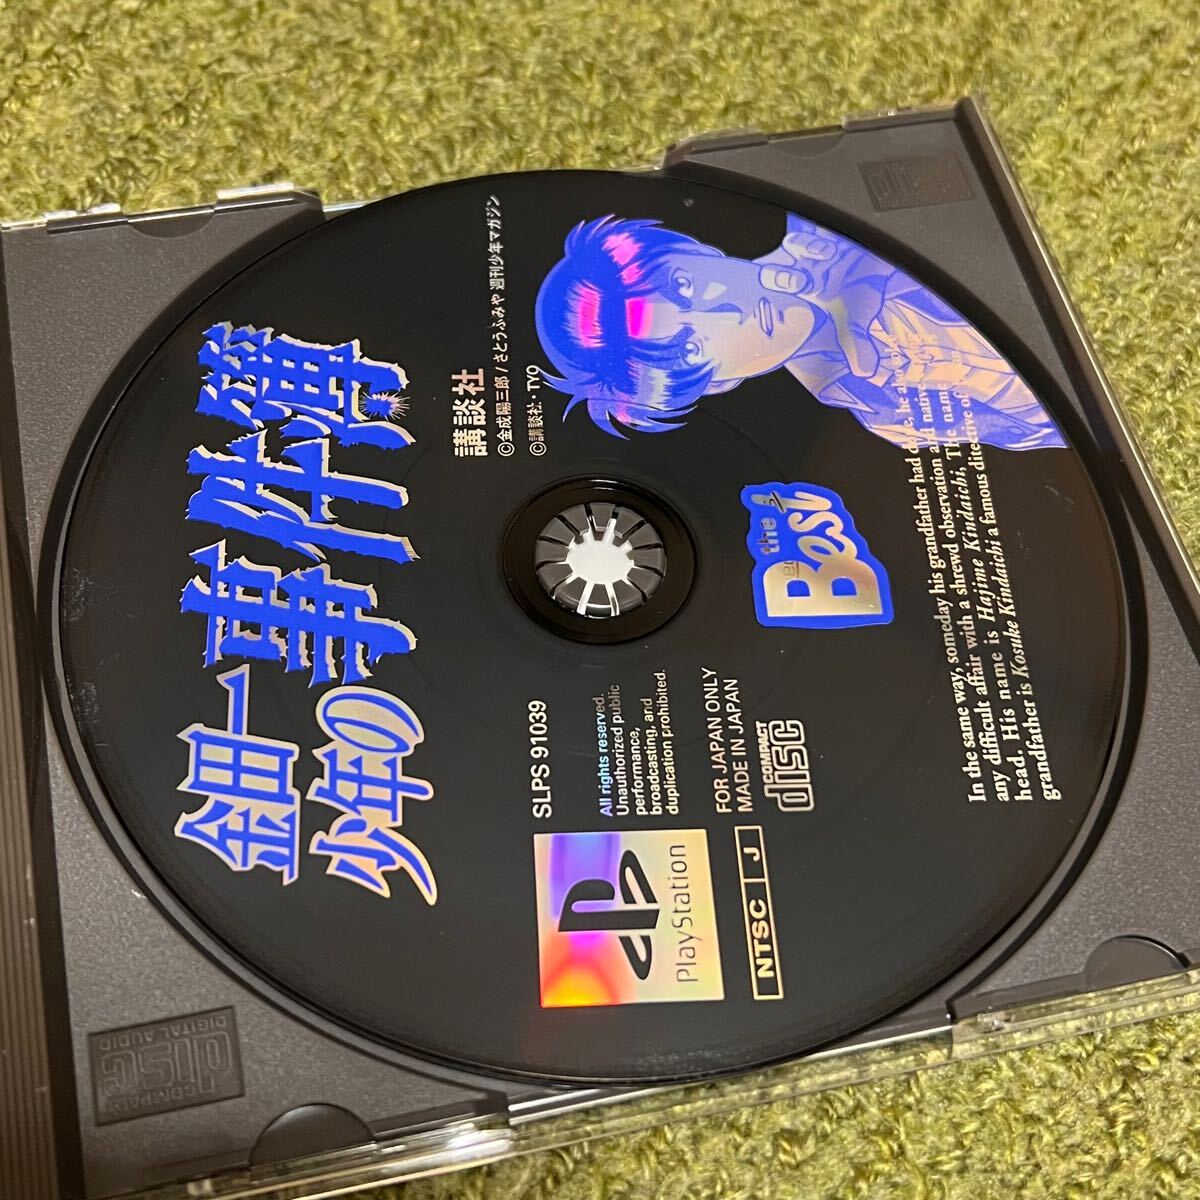 金田一
少年の
事件簿
講談社
©金成陽三郎/さとうふみや 週刊少年マガジン
©講談社・TYO
the
Best
SLPS 91039
All rights reserved.
Unauthorized public
performance,
broadcasting, and
duplication prohibited.
FOR JAPAN ONLY
MADE IN JAPAN
COMPACT
disc
PlayStation
NTSC J
In the same way, someday his grandfather had done, he also
any difficult affair with a shrewd observation and native
head. His name is Hajime Kindaichi, The name
grandfather is Kosuke Kindaichi a famous ditective of
COMPACT
disc
DIGITAL AUDIO